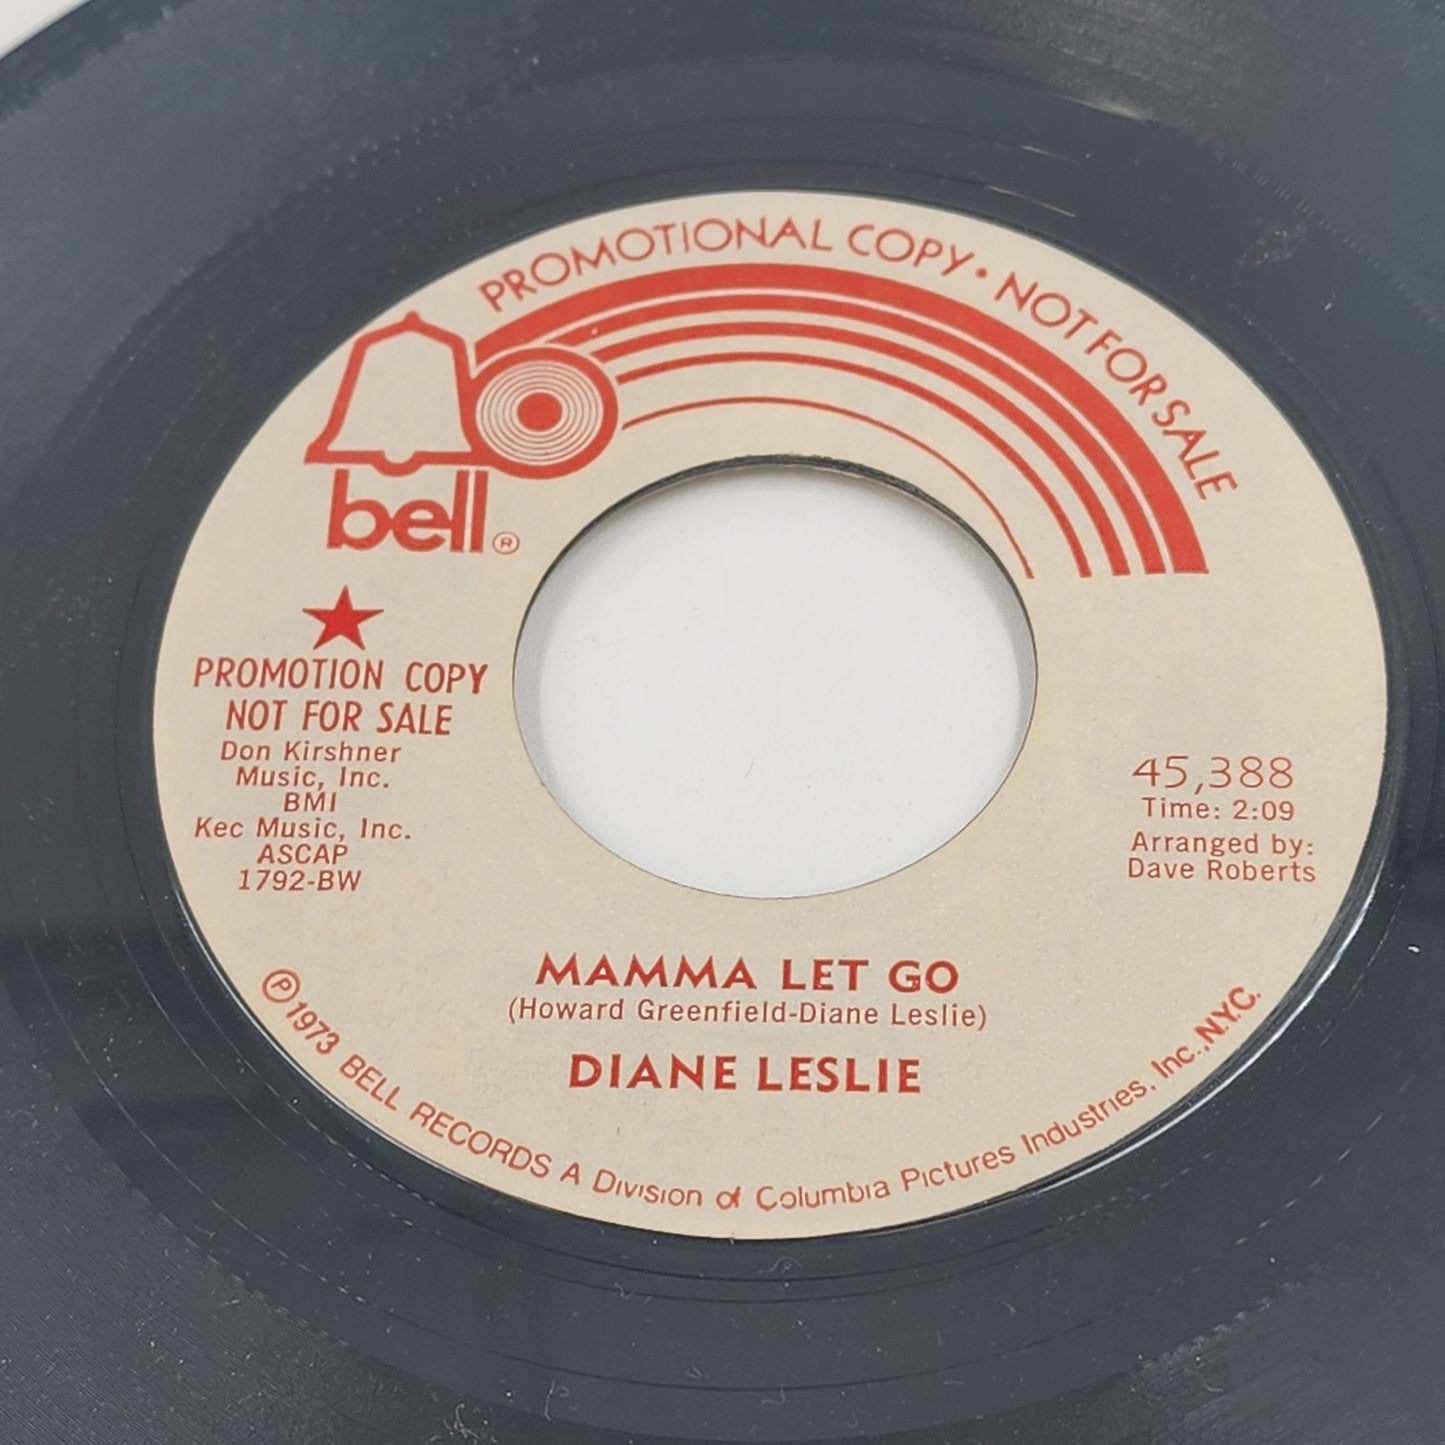 PROMOTIONAL COPY • NOT FOR SALE
bell®
PROMOTION COPY
NOT FOR SALE
Don Kirshner
Music, Inc.
BMI
Kec Music, Inc.
ASCAP
1792-BW
45,388
Time: 2:09
Arranged by:
Dave Roberts
MAMMA LET GO
(Howard Greenfield-Diane Leslie)
DIANE LESLIE
℗1973 BELL RECORDS A Division of Columbia Pictures Industries, Inc., N.Y.C.